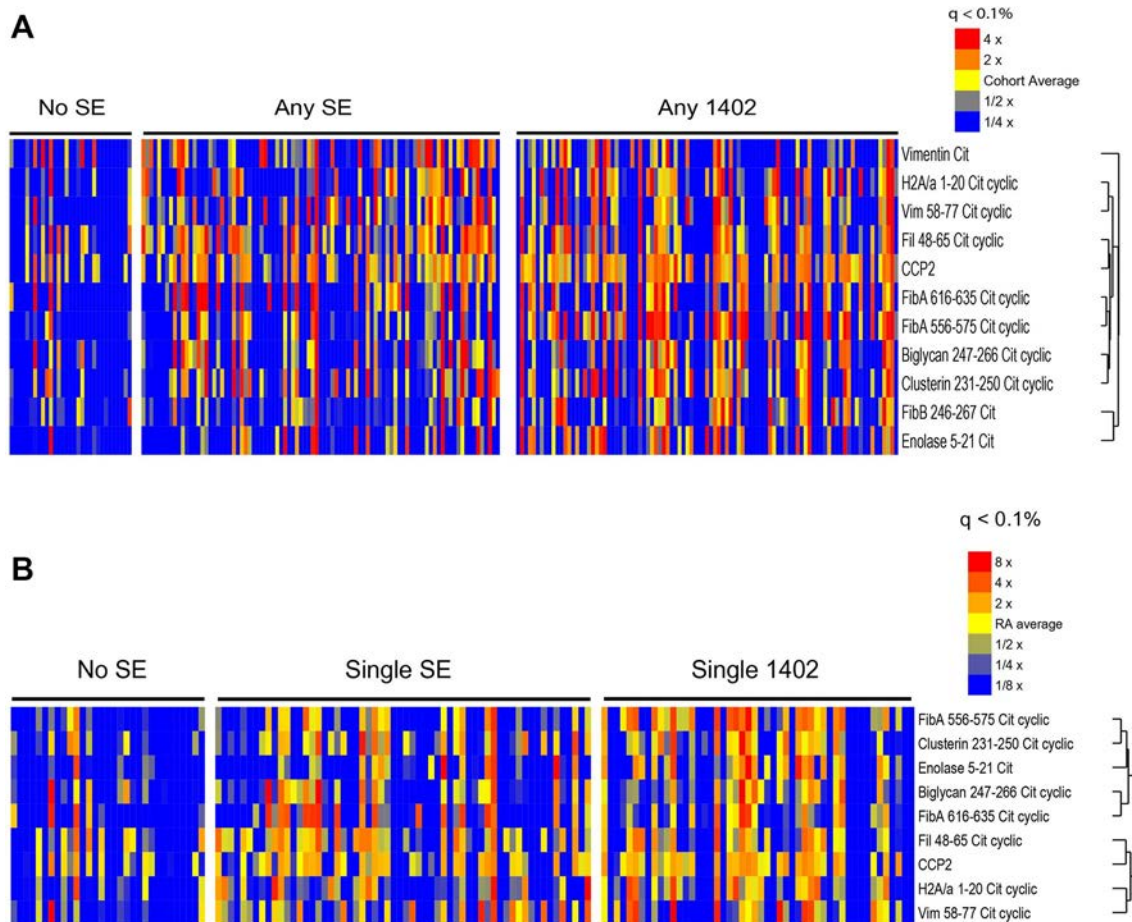 A
q < 0.1%
4 x
2 x
Cohort Average
1/2 x
1/4 x
No SE
Any SE
Any 1402
Vimentin Cit
H2A/a 1-20 Cit cyclic
Vim 58-77 Cit cyclic
Fil 48-65 Cit cyclic
CCP2
FibA 616-635 Cit cyclic
FibA 556-575 Cit cyclic
Biglycan 247-266 Cit cyclic
Clusterin 231-250 Cit cyclic
FibB 246-267 Cit
Enolase 5-21 Cit
B
q < 0.1%
8 x
4 x
2 x
RA average
1/2 x
1/4 x
1/8 x
No SE
Single SE
Single 1402
FibA 556-575 Cit cyclic
Clusterin 231-250 Cit cyclic
Enolase 5-21 Cit
Biglycan 247-266 Cit cyclic
FibA 616-635 Cit cyclic
Fil 48-65 Cit cyclic
CCP2
H2A/a 1-20 Cit cyclic
Vim 58-77 Cit cyclic